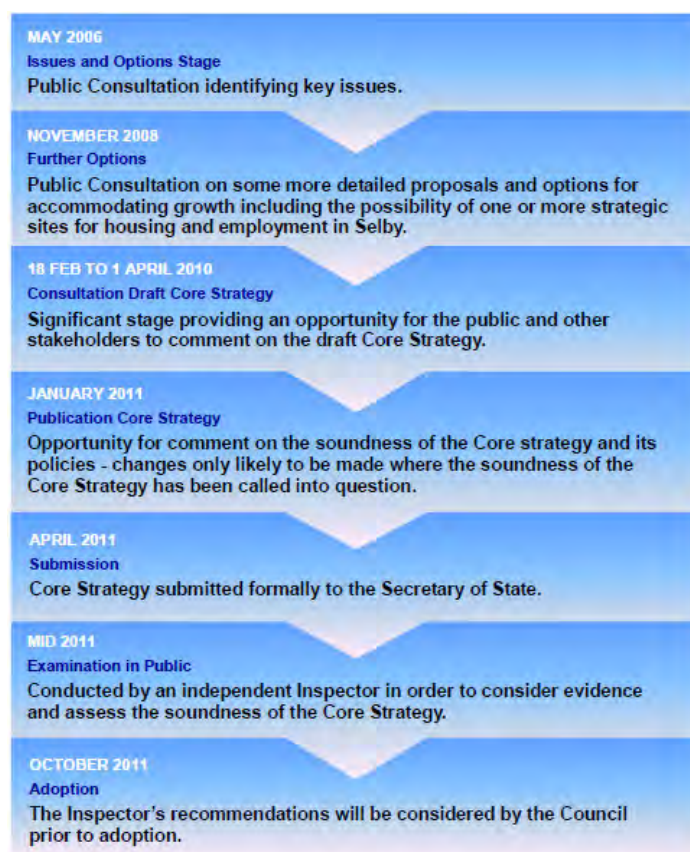 MAY 2006
Issues and Options Stage
Public Consultation identifying key issues.
NOVEMBER 2008
Further Options
Public Consultation on some more detailed proposals and options for
accommodating growth including the possibility of one or more strategic
sites for housing and employment in Selby.
18 FEB TO 1 APRIL 2010
Consultation Draft Core Strategy
Significant stage providing an opportunity for the public and other
stakeholders to comment on the draft Core Strategy.
JANUARY 2011
Publication Core Strategy
Opportunity for comment on the soundness of the Core strategy and its
policies - changes only likely to be made where the soundness of the
Core Strategy has been called into question.
APRIL 2011
Submission
Core Strategy submitted formally to the Secretary of State.
MID 2011
Examination in Public
Conducted by an independent Inspector in order to consider evidence
and assess the soundness of the Core Strategy.
OCTOBER 2011
Adoption
The Inspector's recommendations will be considered by the Council
prior to adoption.